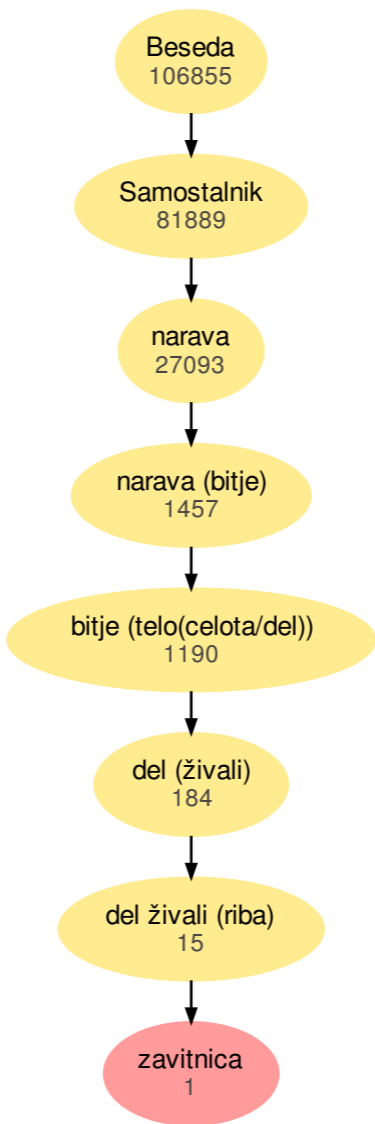 Beseda
106855
Samostalnik
81889
narava
27093
narava (bitje)
1457
bitje (telo(celota/del))
1190
del (živali)
184
del živali (riba)
15
zavitnica
1